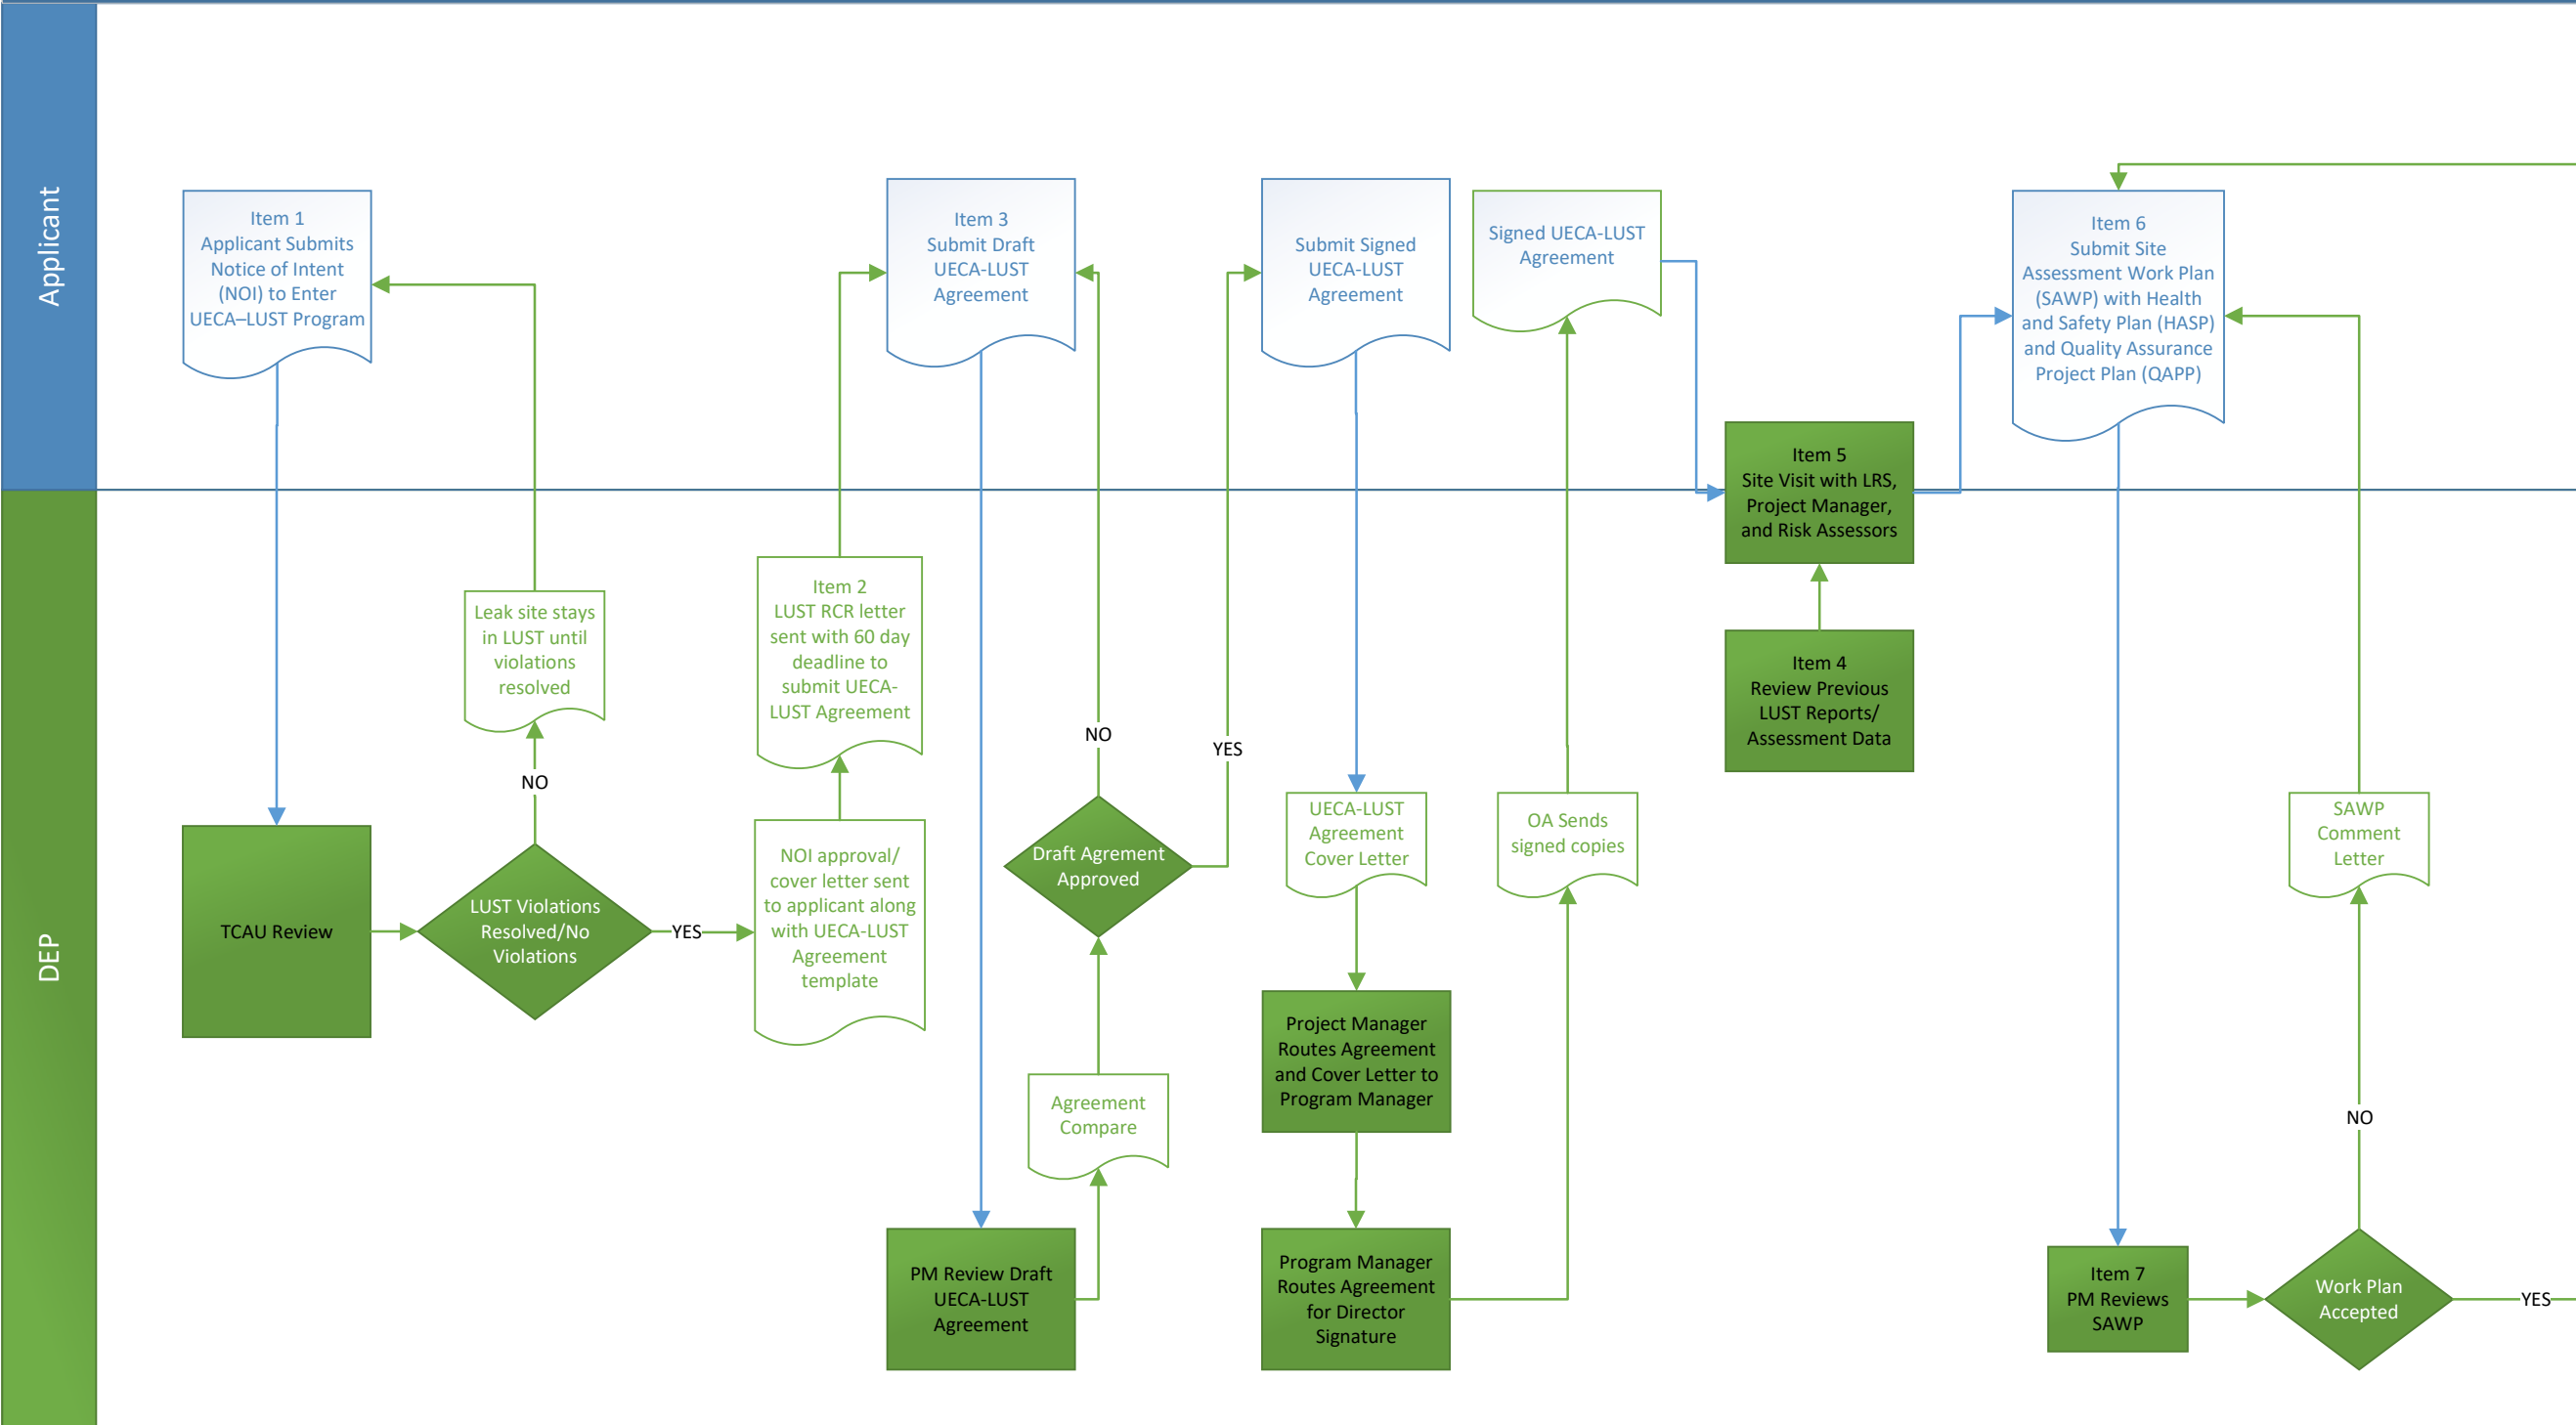 Applicant
Item 1
Applicant Submits
Notice of Intent
(NOI) to Enter
UECA–LUST Program
Item 3
Submit Draft
UECA-LUST
Agreement
Submit Signed
UECA-LUST
Agreement
Signed UECA-LUST
Agreement
Item 6
Submit Site
Assessment Work Plan
(SAWP) with Health
and Safety Plan (HASP)
and Quality Assurance
Project Plan (QAPP)
Item 5
Site Visit with LRS,
Project Manager,
and Risk Assessors
DEP
Leak site stays
in LUST until
violations
resolved
NO
Item 2
LUST RCR letter
sent with 60 day
deadline to
submit UECA-
LUST Agreement
NO
YES
Item 4
Review Previous
LUST Reports/
Assessment Data
TCAU Review
LUST Violations
Resolved/No
Violations
YES
NOI approval/
cover letter sent
to applicant along
with UECA-LUST
Agreement
template
Draft Agrement
Approved
UECA-LUST
Agreement
Cover Letter
OA Sends
signed copies
SAWP
Comment
Letter
Agreement
Compare
Project Manager
Routes Agreement
and Cover Letter to
Program Manager
NO
PM Review Draft
UECA-LUST
Agreement
Program Manager
Routes Agreement
for Director
Signature
Item 7
PM Reviews
SAWP
Work Plan
Accepted
YES